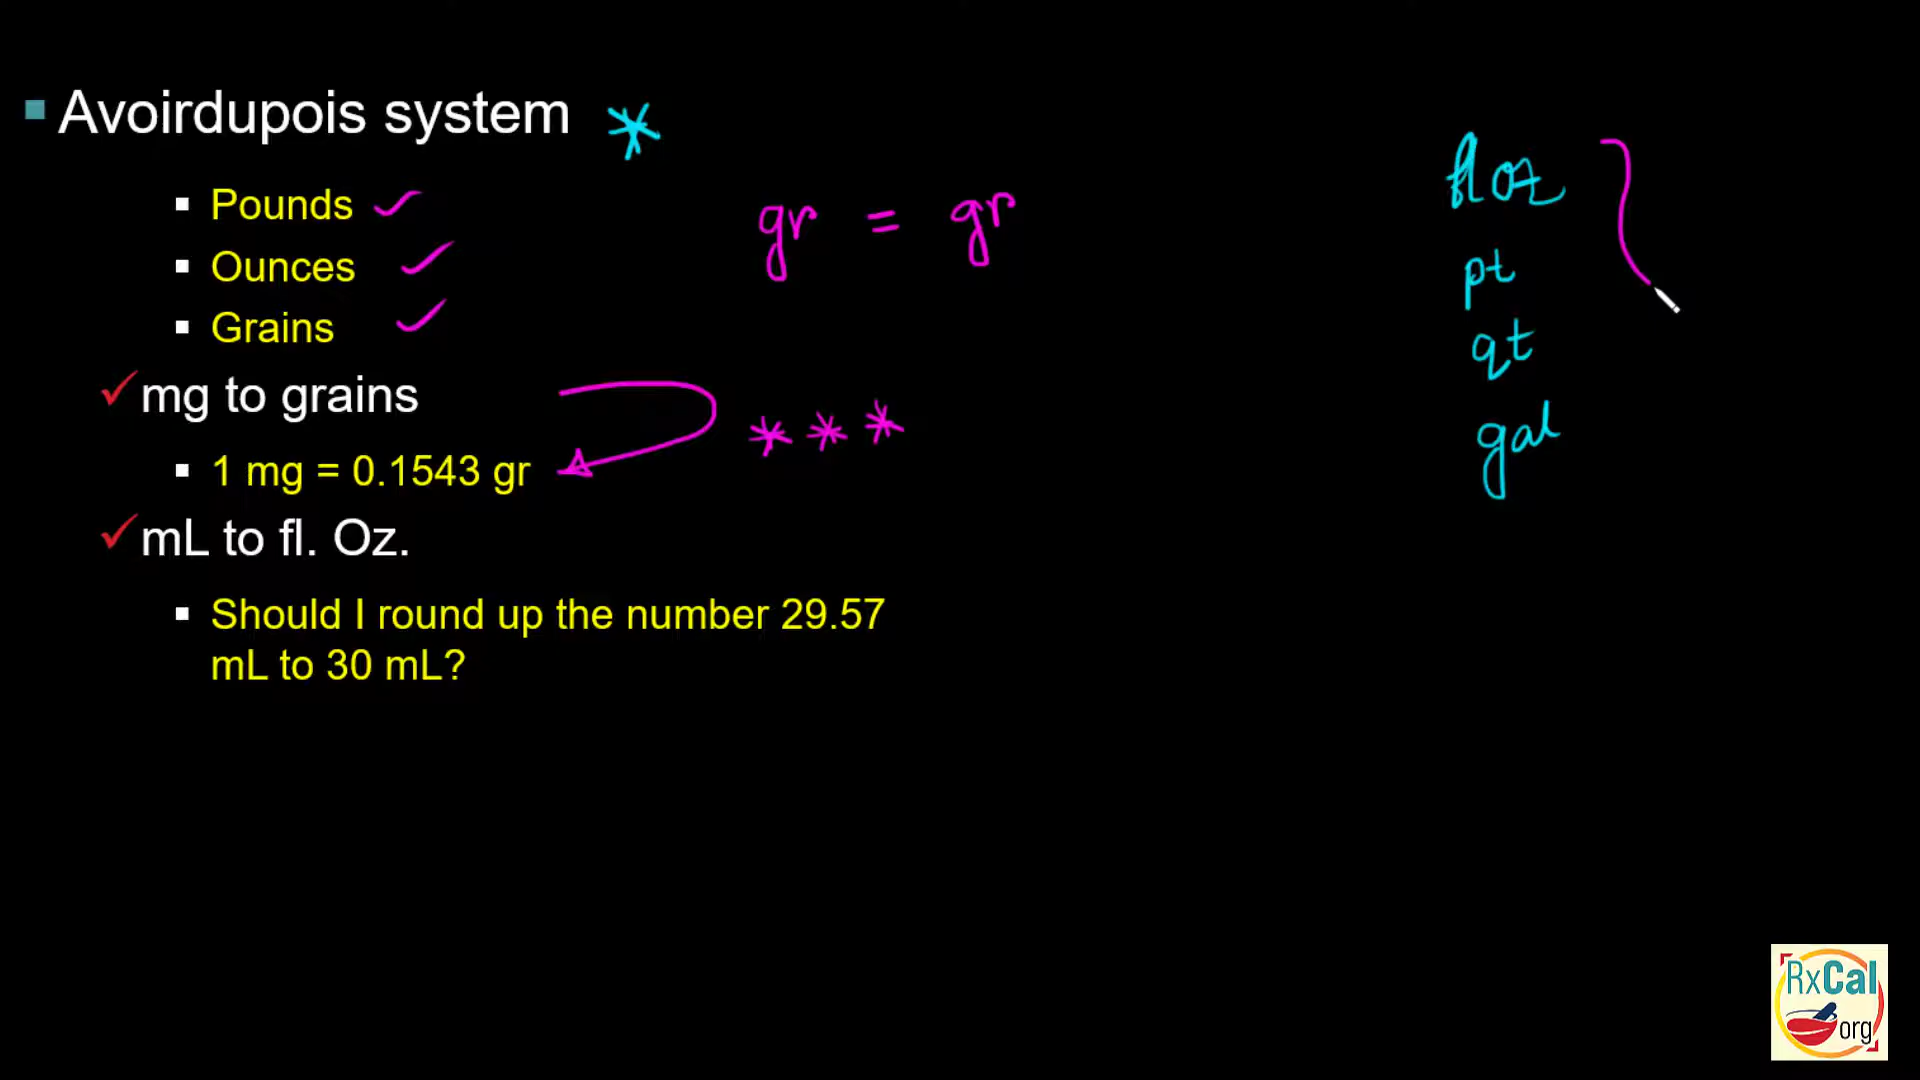 Avoirdupois system *
Pounds
Ounces
Grains
gr = gr
mg to grains
* * *
1 mg = 0.1543 gr
mL to fl. Oz.
Should I round up the number 29.57
mL to 30 mL?
fl oz
pt
qt
gal
RxCal
org